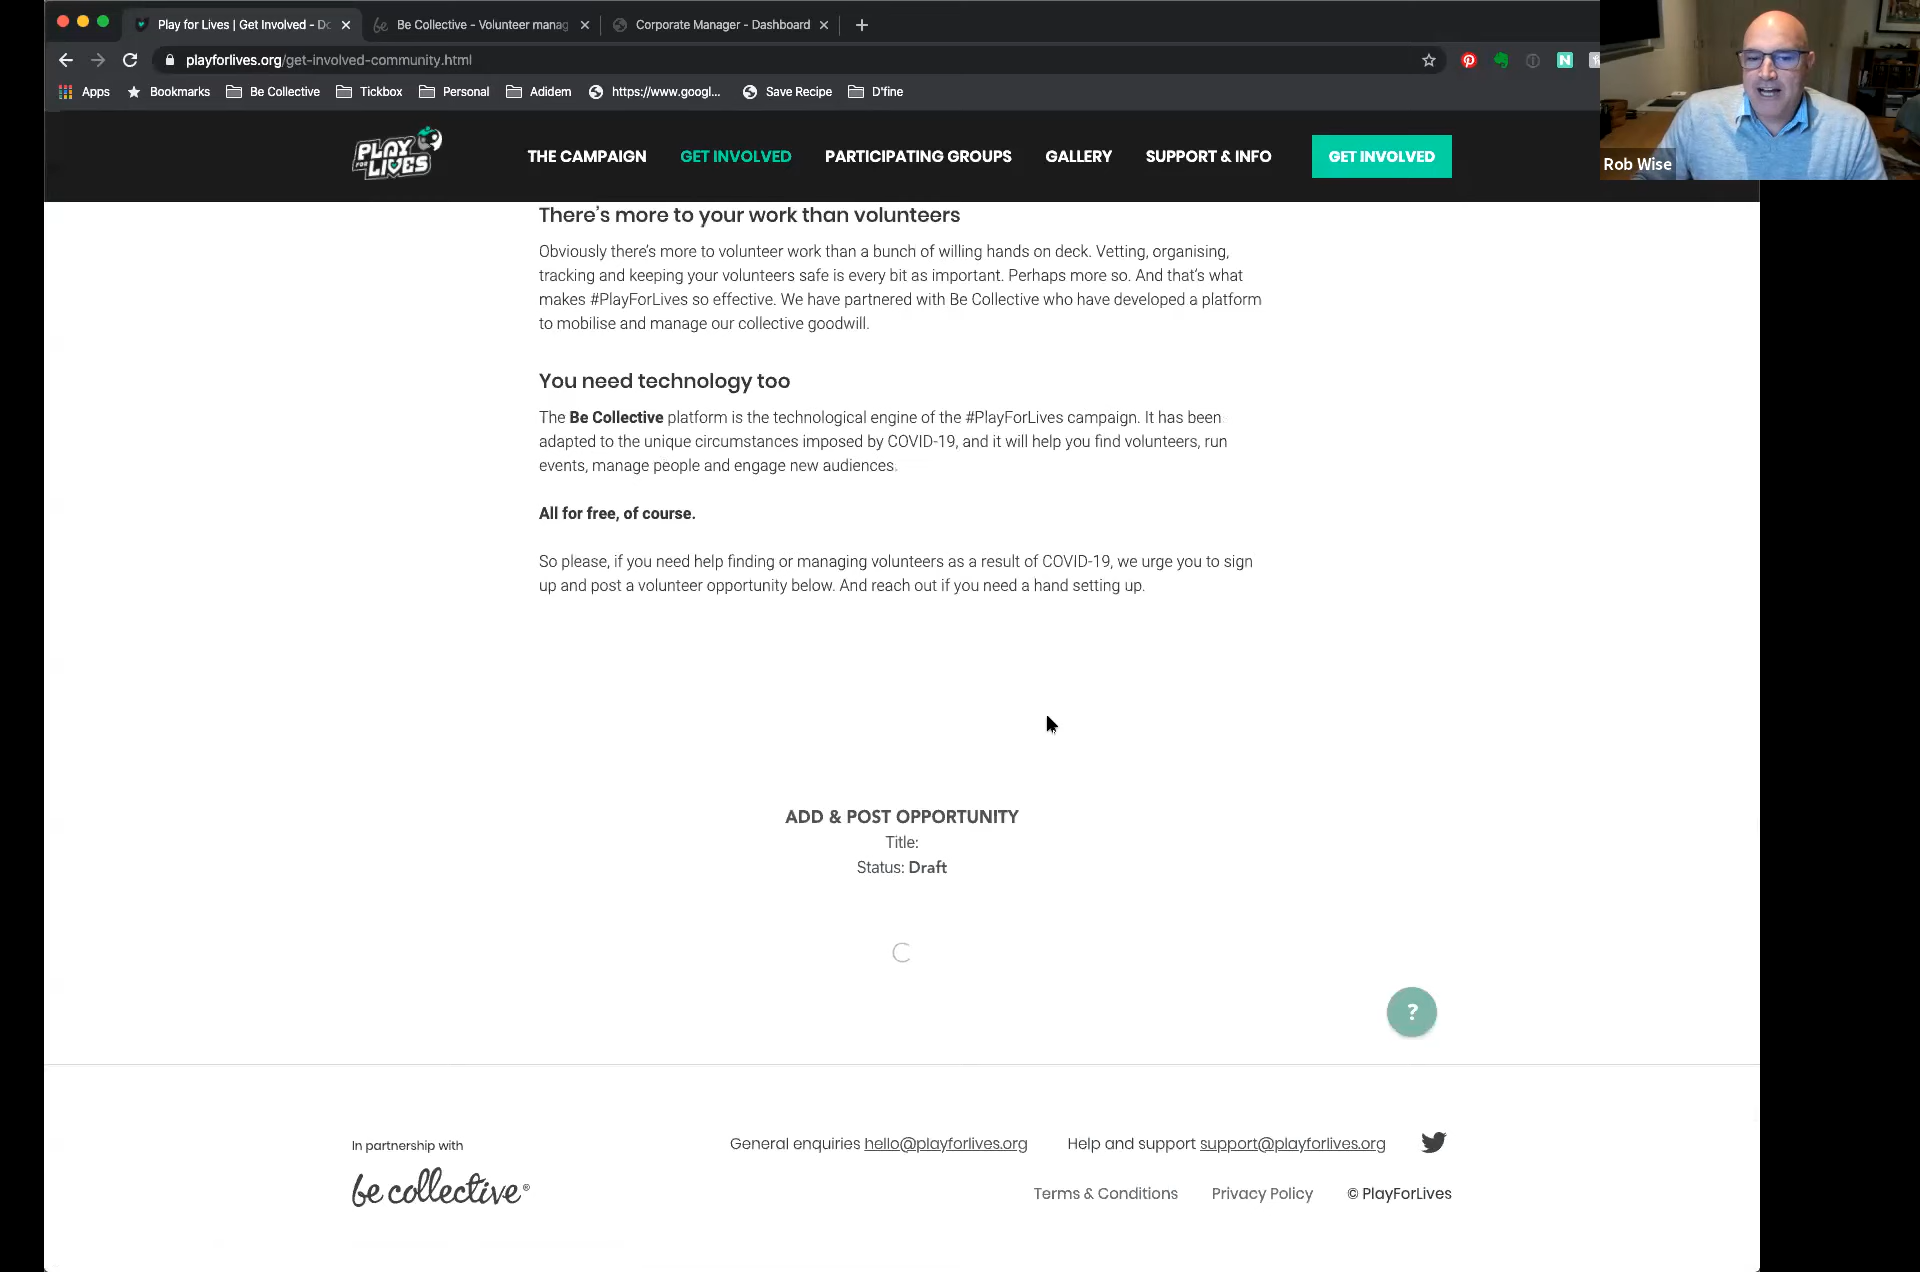 Play for Lives | Get Involved - Do
Be Collective - Volunteer manag
Corporate Manager - Dashboard
playforlives.org/get-involved-community.html
Apps
Bookmarks
Be Collective
Tickbox
Personal
Adidem
https://www.googl...
Save Recipe
D'fine
Rob Wise
PLAY FOR LIVES
THE CAMPAIGN
GET INVOLVED
PARTICIPATING GROUPS
GALLERY
SUPPORT & INFO
GET INVOLVED
There's more to your work than volunteers
Obviously there's more to volunteer work than a bunch of willing hands on deck. Vetting, organising,
tracking and keeping your volunteers safe is every bit as important. Perhaps more so. And that's what
makes #PlayForLives so effective. We have partnered with Be Collective who have developed a platform
to mobilise and manage our collective goodwill.
You need technology too
The Be Collective platform is the technological engine of the #PlayForLives campaign. It has been
adapted to the unique circumstances imposed by COVID-19, and it will help you find volunteers, run
events, manage people and engage new audiences.
All for free, of course.
So please, if you need help finding or managing volunteers as a result of COVID-19, we urge you to sign
up and post a volunteer opportunity below. And reach out if you need a hand setting up.
ADD & POST OPPORTUNITY
Title:
Status: Draft
?
In partnership with
be collective®
General enquiries hello@playforlives.org
Help and support support@playforlives.org
Terms & Conditions
Privacy Policy
© PlayForLives